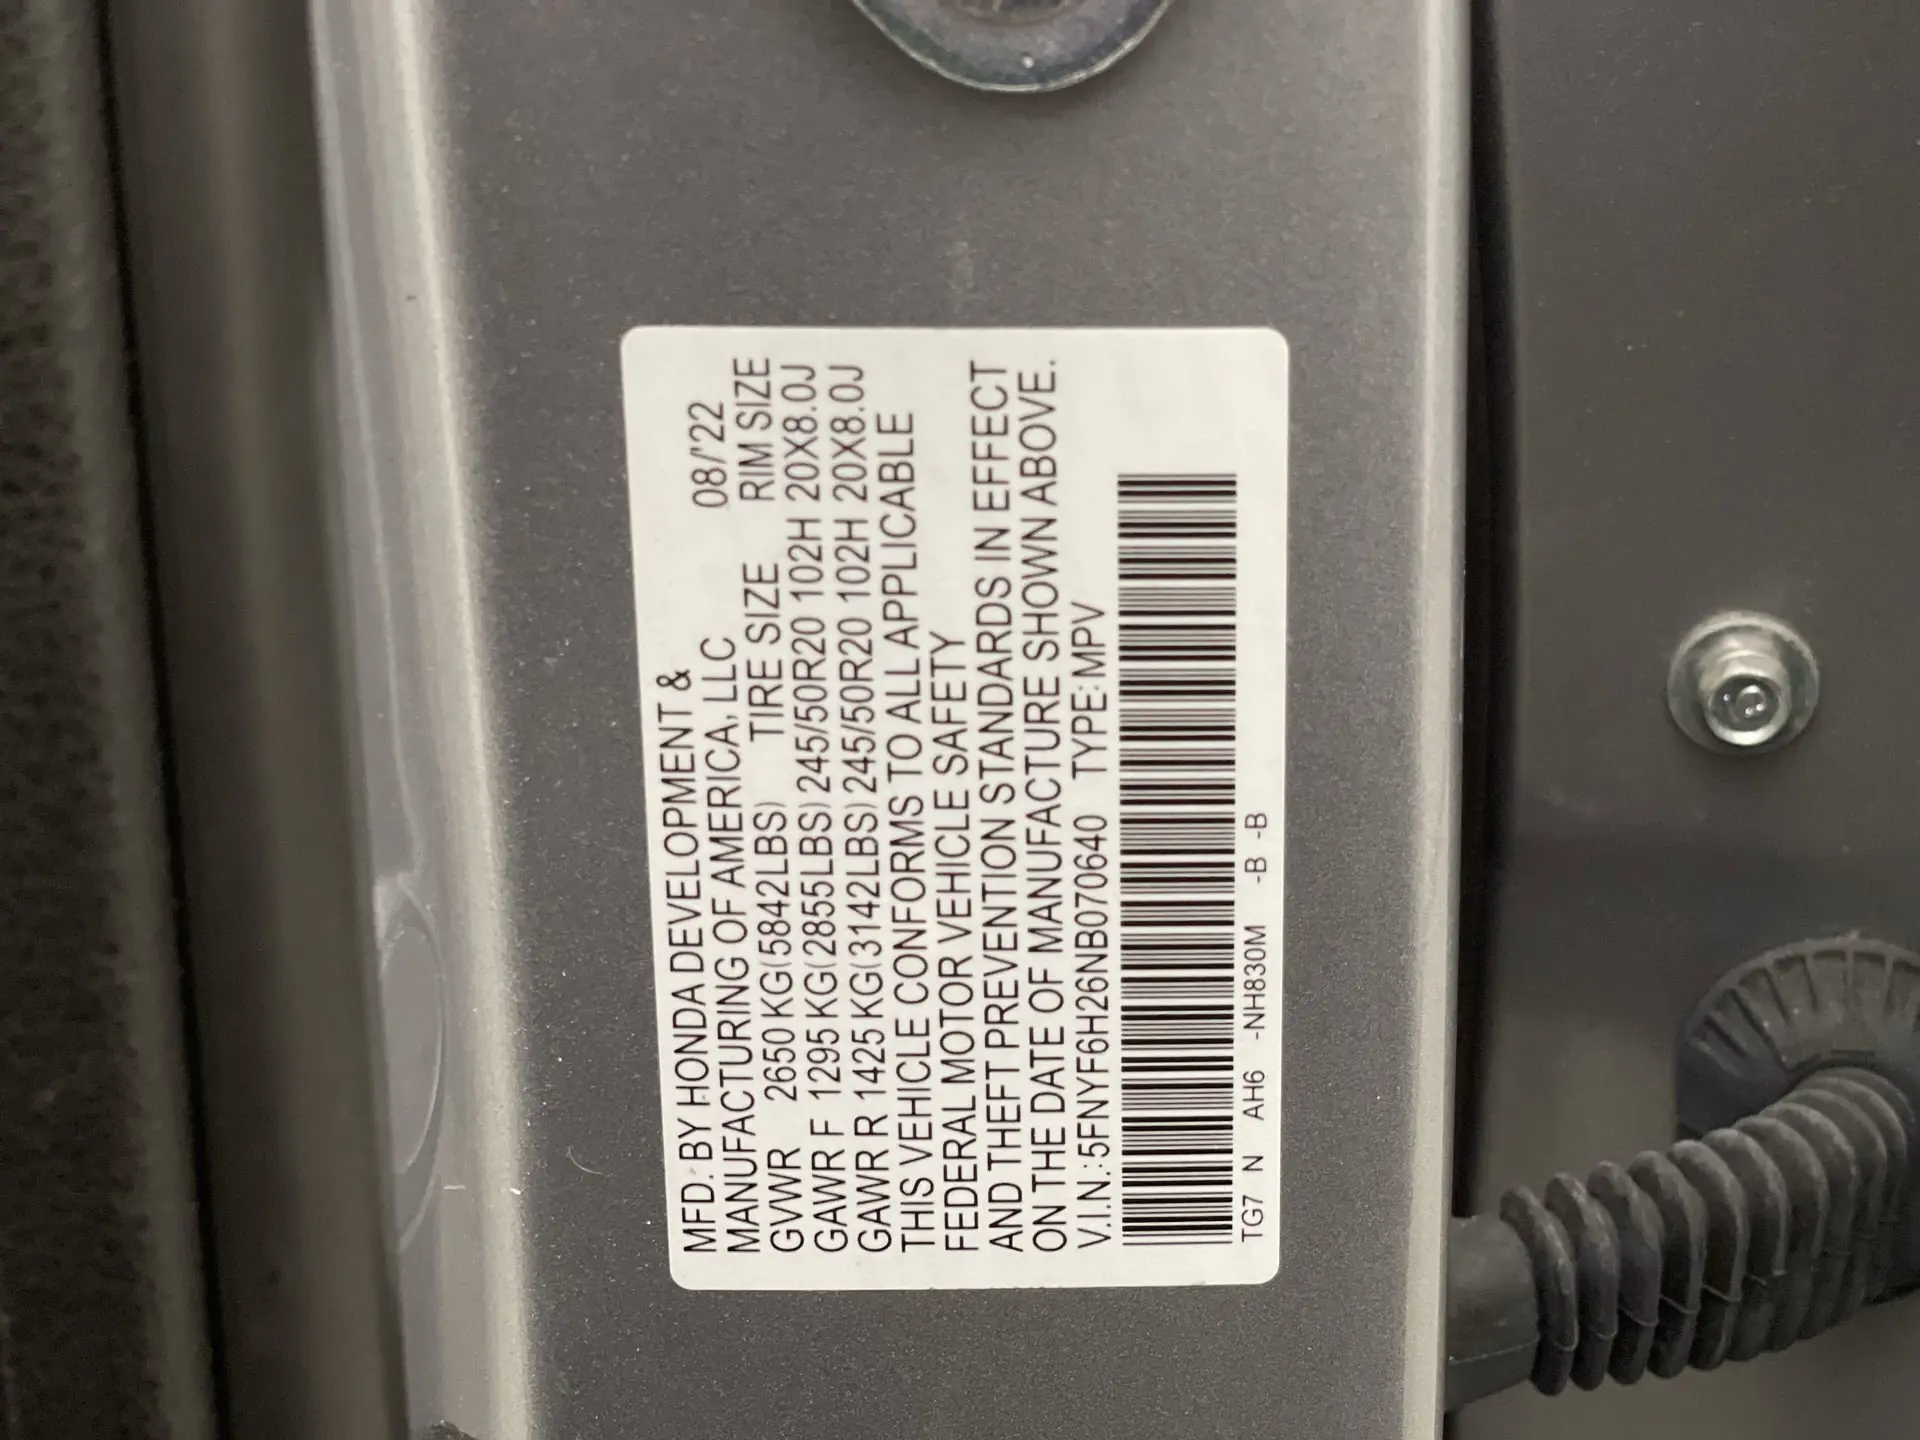 MFD. BY HONDA DEVELOPMENT &
MANUFACTURING OF AMERICA, LLC 08/'22
GVWR 2650 KG(5842LBS) TIRE SIZE RIM SIZE
GAWR F 1295 KG(2855LBS) 245/50R20 102H 20X8.0J
GAWR R 1425 KG(3142LBS) 245/50R20 102H 20X8.0J
THIS VEHICLE CONFORMS TO ALL APPLICABLE
FEDERAL MOTOR VEHICLE SAFETY
AND THEFT PREVENTION STANDARDS IN EFFECT
ON THE DATE OF MANUFACTURE SHOWN ABOVE.
V.I.N.: 5FNYF6H26NB070640 TYPE: MPV
TG7 N AH6 -NH830M -B -B